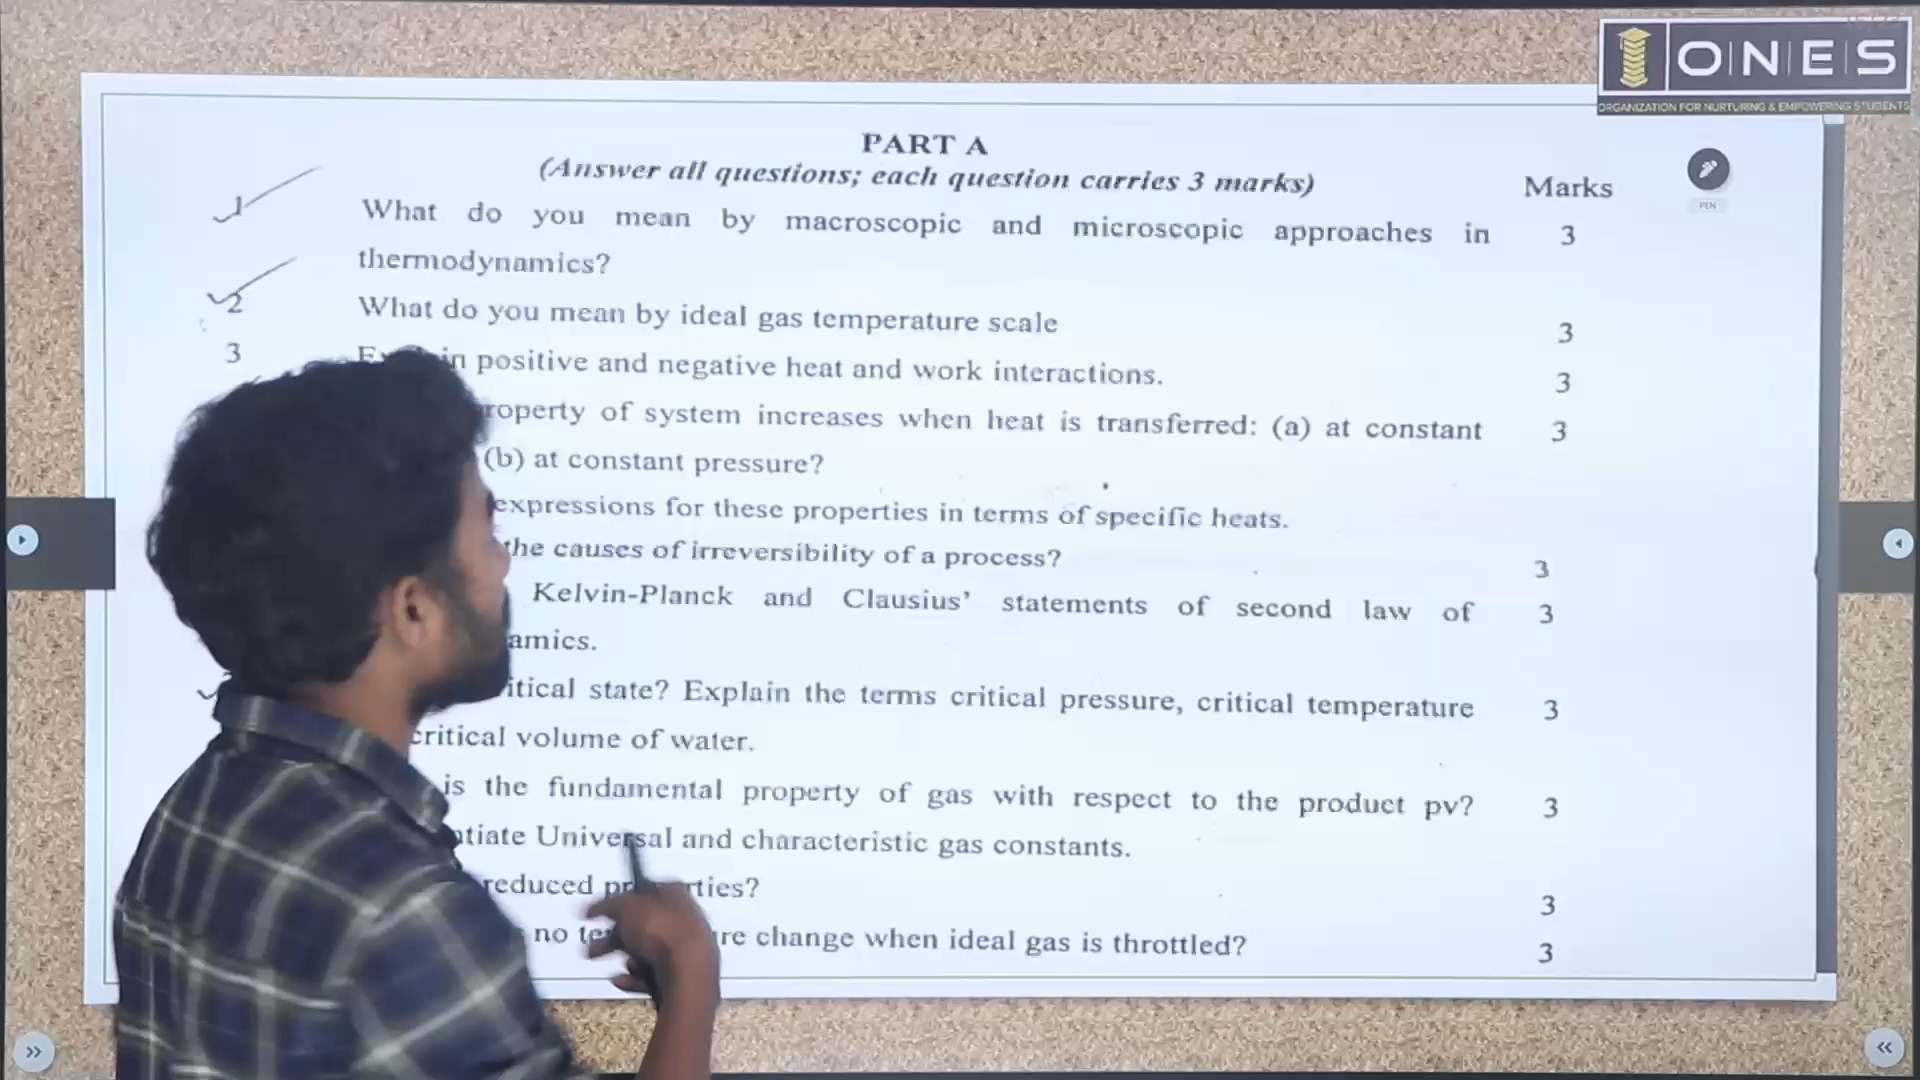 ONES
ORGANIZATION FOR NURTURING & EMPOWERING STUDENTS
PART A
(Answer all questions; each question carries 3 marks) Marks
PEN
1 What do you mean by macroscopic and microscopic approaches in 3
thermodynamics?
2 What do you mean by ideal gas temperature scale 3
3 positive and negative heat and work interactions. 3
of system increases when heat is transferred: (a) at constant 3
(b) at constant pressure?
expressions for these properties in terms of specific heats.
the causes of irreversibility of a process? 3
Kelvin-Planck and Clausius' statements of second law of 3
amics.
itical state? Explain the terms critical pressure, critical temperature 3
critical volume of water.
is the fundamental property of gas with respect to the product pv? 3
ntiate Universal and characteristic gas constants.
reduced 3
no change when ideal gas is throttled? 3